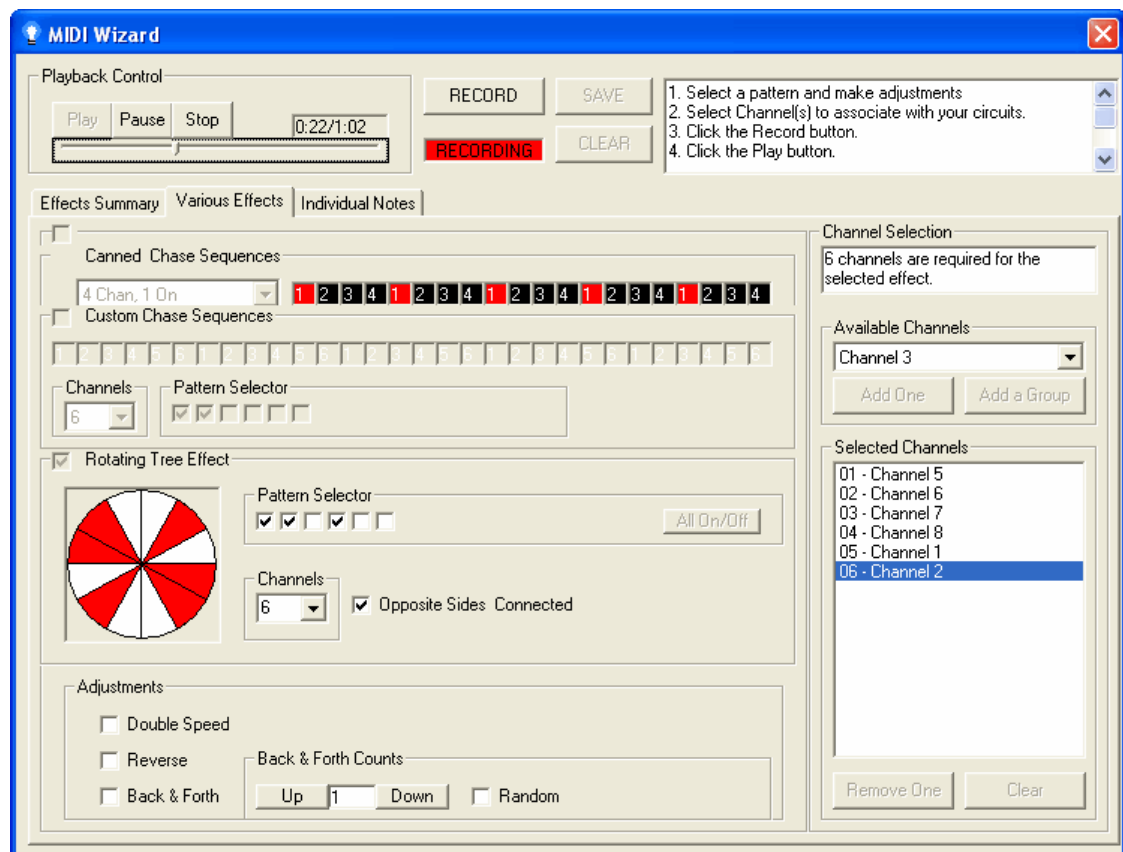 MIDI Wizard
Playback Control
Play Pause Stop
0:22/1:02
RECORD
SAVE
RECORDING
CLEAR
1. Select a pattern and make adjustments
2. Select Channel(s) to associate with your circuits.
3. Click the Record button.
4. Click the Play button.
Effects Summary Various Effects Individual Notes
Canned Chase Sequences
4 Chan, 1 On
1 2 3 4 1 2 3 4 1 2 3 4 1 2 3 4 1 2 3 4
Custom Chase Sequences
1 2 3 4 5 6 1 2 3 4 5 6 1 2 3 4 5 6 1 2 3 4 5 6 1 2 3 4 5 6
Channels
6
Pattern Selector
Rotating Tree Effect
Pattern Selector
All On/Off
Channels
6
Opposite Sides Connected
Adjustments
Double Speed
Reverse
Back & Forth
Back & Forth Counts
Up 1 Down
Random
Channel Selection
6 channels are required for the
selected effect.
Available Channels
Channel 3
Add One
Add a Group
Selected Channels
01 - Channel 5
02 - Channel 6
03 - Channel 7
04 - Channel 8
05 - Channel 1
06 - Channel 2
Remove One
Clear